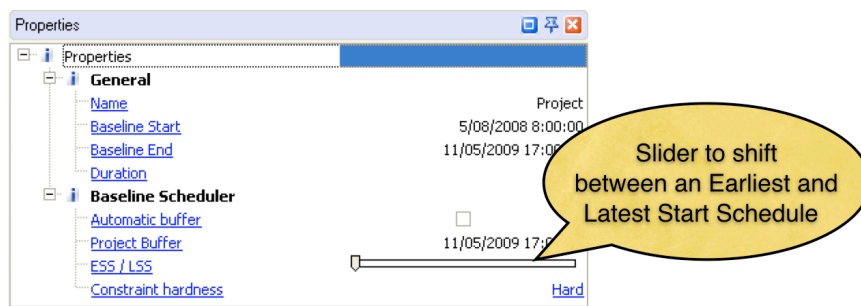 Properties
Properties
General
Name Project
Baseline Start 5/08/2008 8:00:00
Baseline End 11/05/2009 17:0
Duration
Baseline Scheduler
Automatic buffer
Project Buffer 11/05/2009 17:0
ESS / LSS
Constraint hardness Hard
Slider to shift
between an Earliest and
Latest Start Schedule